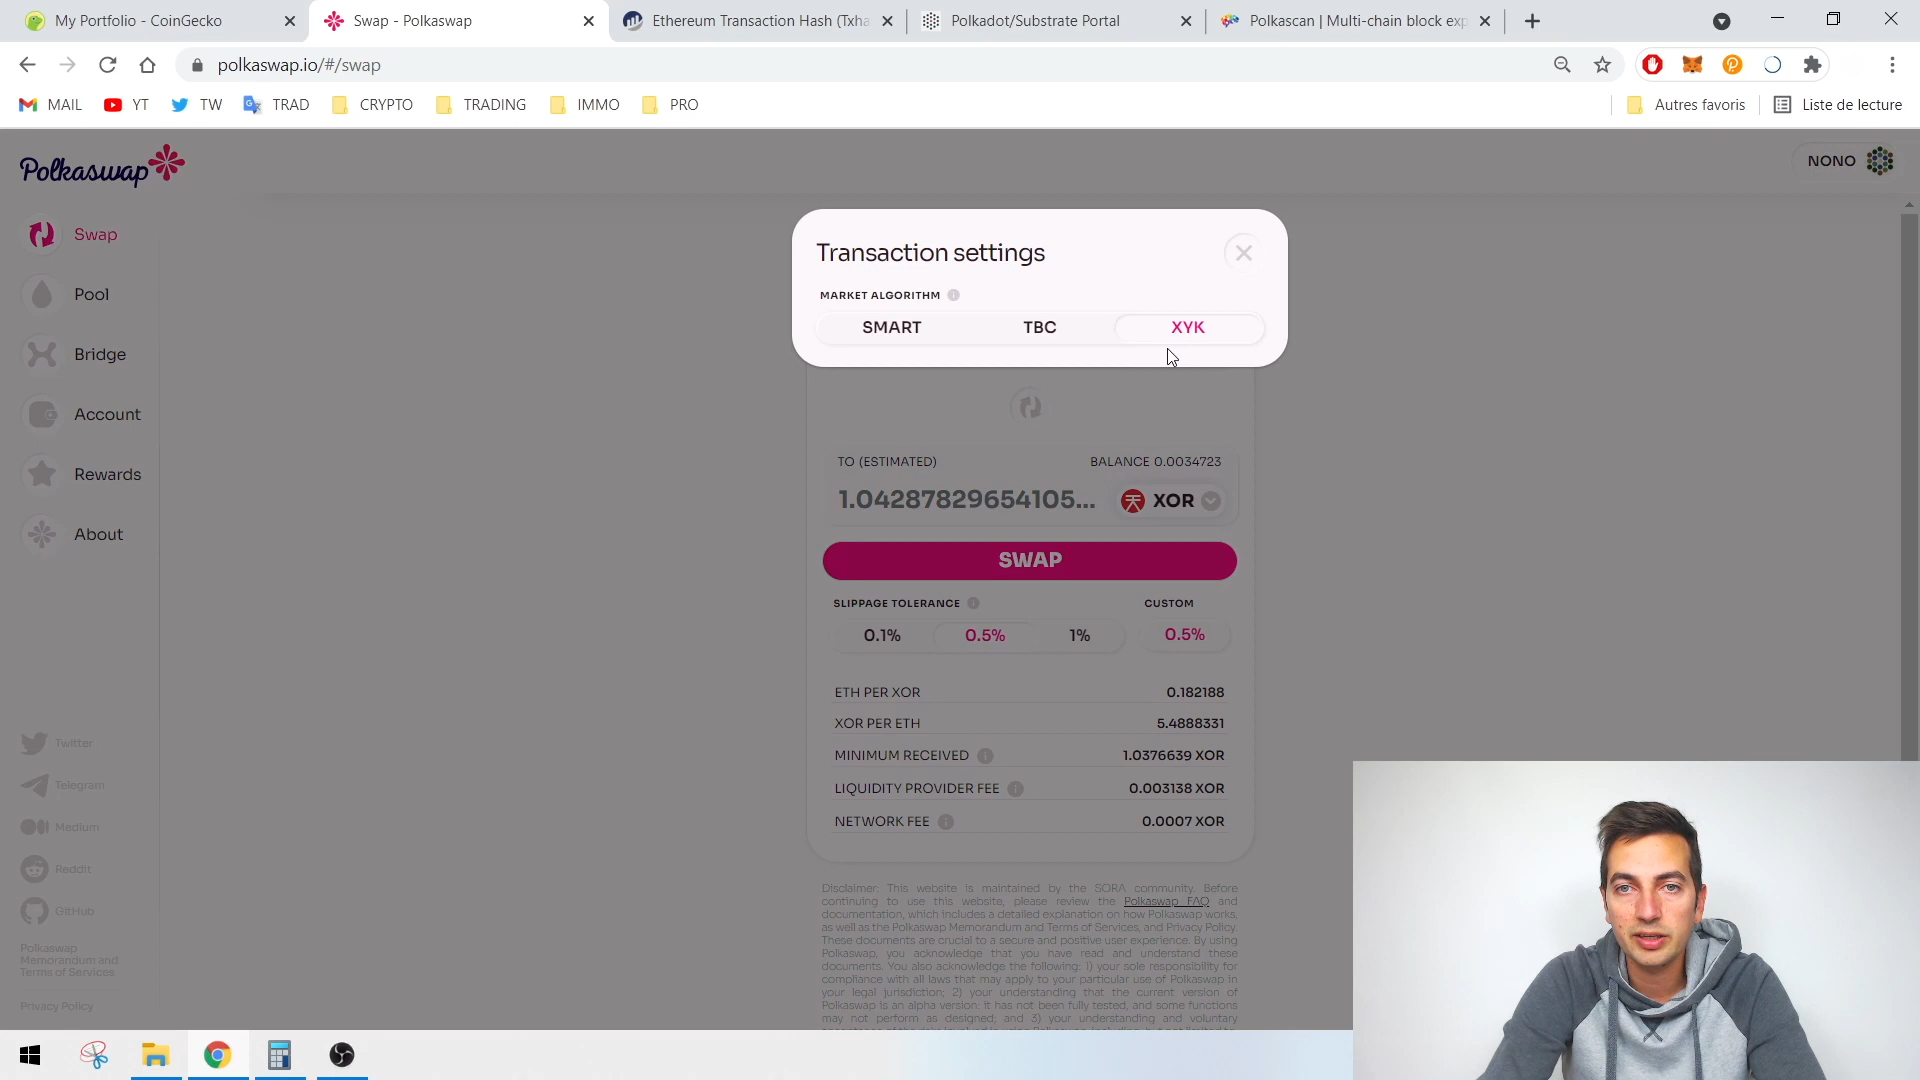 My Portfolio - CoinGecko
Swap - Polkaswap
Ethereum Transaction Hash (Txha
Polkadot/Substrate Portal
Polkascan | Multi-chain block exp
polkaswap.io/#/swap
MAIL YT TW TRAD CRYPTO TRADING IMMO PRO Autres favoris Liste de lecture
Polkaswap
NONO
Swap
Pool
Bridge
Account
Rewards
About
Twitter
Telegram
Medium
Reddit
GitHub
Polkaswap
Memorandum and
Terms of Services
Privacy Policy
Transaction settings
MARKET ALGORITHM
SMART TBC XYK
TO (ESTIMATED) BALANCE 0.0034723
1.04287829654105... XOR
SWAP
SLIPPAGE TOLERANCE CUSTOM
0.1% 0.5% 1% 0.5%
ETH PER XOR 0.182188
XOR PER ETH 5.4888331
MINIMUM RECEIVED 1.0376639 XOR
LIQUIDITY PROVIDER FEE 0.003138 XOR
NETWORK FEE 0.0007 XOR
Disclaimer: This website is maintained by the SORA community. Before
continuing to use this website, please review the Polkaswap FAQ and
documentation, which includes a detailed explanation on how Polkaswap works,
as well as the Polkaswap Memorandum and Terms of Services, and Privacy Policy.
These documents are crucial to a secure and positive user experience. By using
Polkaswap, you acknowledge that you have read and understand these
documents. You also acknowledge the following: 1) your sole responsibility for
compliance with all laws that may apply to your particular use of Polkaswap in
your legal jurisdiction; 2) your understanding that the current version of
Polkaswap is an alpha version: it has not been fully tested, and some functions
may not perform as designed; and 3) your understanding and voluntary